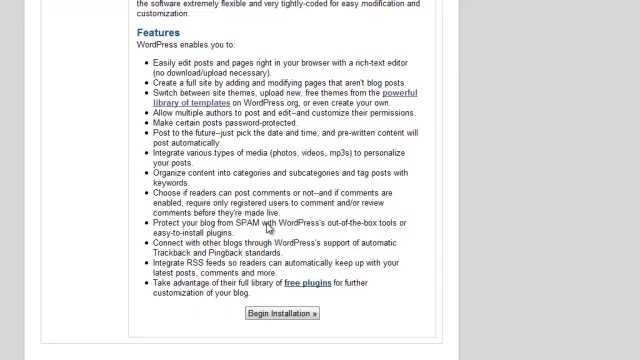 the software extremely flexible and very tightly-coded for easy modification and
customization.
Features
WordPress enables you to:
Easily edit posts and pages right in your browser with a rich-text editor
(no download/upload necessary).
Create a full site by adding and modifying pages that aren't blog posts.
Switch between site themes, upload new, free themes from the powerful
library of templates on WordPress.org, or even create your own.
Allow multiple authors to post and edit--and customize their permissions.
Make certain posts password-protected.
Post to the future--just pick the date and time, and pre-written content will
post automatically.
Integrate various types of media (photos, videos, mp3s) to personalize
your posts.
Organize content into categories and subcategories and tag posts with
keywords.
Choose if readers can post comments or not--and if comments are
enabled, require only registered users to comment and/or review
comments before they're made live.
Protect your blog from SPAM with WordPress's out-of-the-box tools or
easy-to-install plugins.
Connect with other blogs through WordPress's support of automatic
Trackback and Pingback standards.
Integrate RSS feeds so readers can automatically keep up with your
latest posts, comments and more.
Take advantage of their full library of free plugins for further
customization of your blog.
Begin Installation »